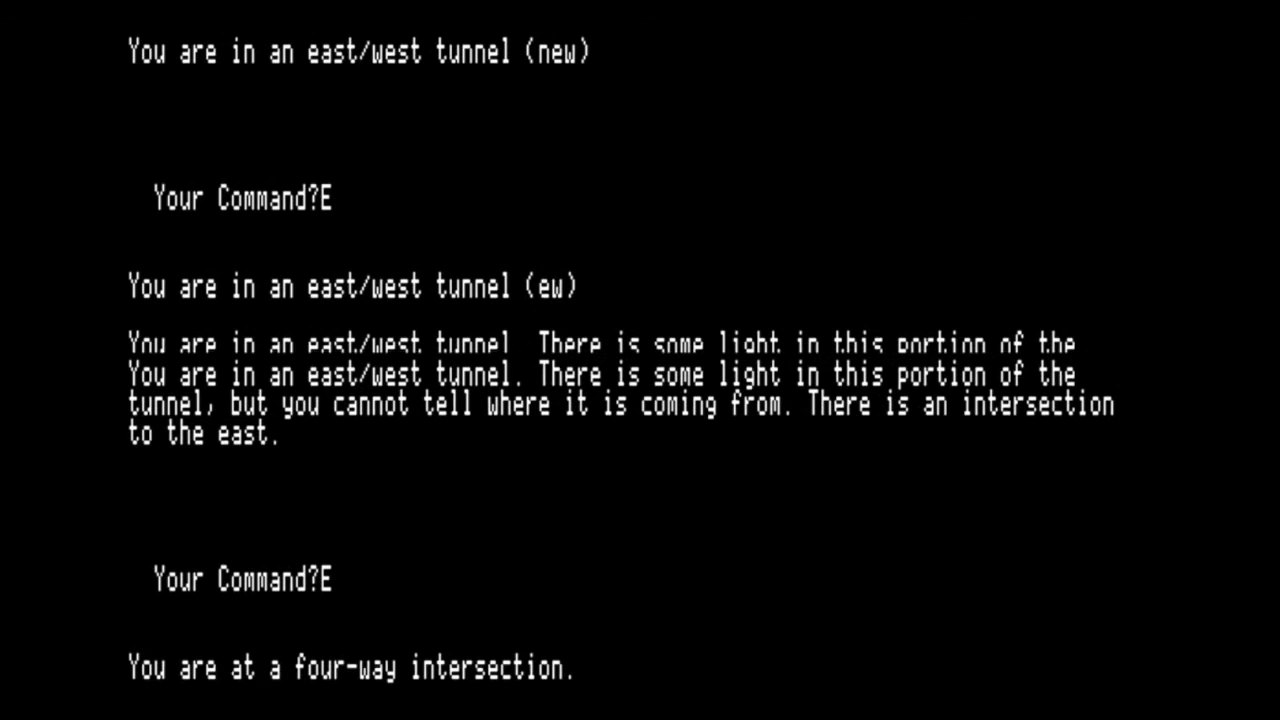 You are in an east/west tunnel (new)
Your Command?E
You are in an east/west tunnel (ew)
You are in an east/west tunnel. There is some light in this portion of the
You are in an east/west tunnel. There is some light in this portion of the
tunnel, but you cannot tell where it is coming from. There is an intersection
to the east.
Your Command?E
You are at a four-way intersection.